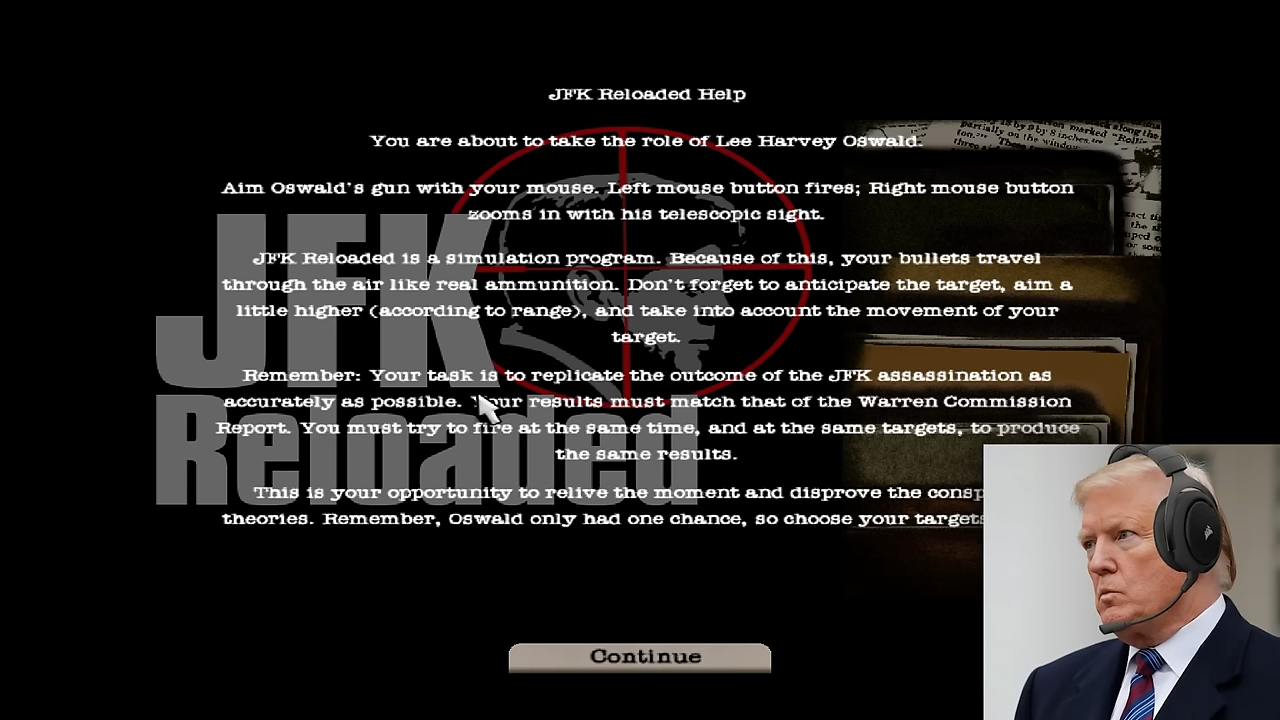 JFK Reloaded Help
You are about to take the role of Lee Harvey Oswald.
Aim Oswald's gun with your mouse. Left mouse button fires; Right mouse button
zooms in with his telescopic sight.
JFK Reloaded is a simulation program. Because of this, your bullets travel
through the air like real ammunition. Don't forget to anticipate the target, aim a
little higher (according to range), and take into account the movement of your
target.
Remember: Your task is to replicate the outcome of the JFK assassination as
accurately as possible. Your results must match that of the Warren Commission
Report. You must try to fire at the same time, and at the same targets, to produce
the same results.
This is your opportunity to relive the moment and disprove the consp
theories. Remember, Oswald only had one chance, so choose your targets
JFK
Reloaded
Continue